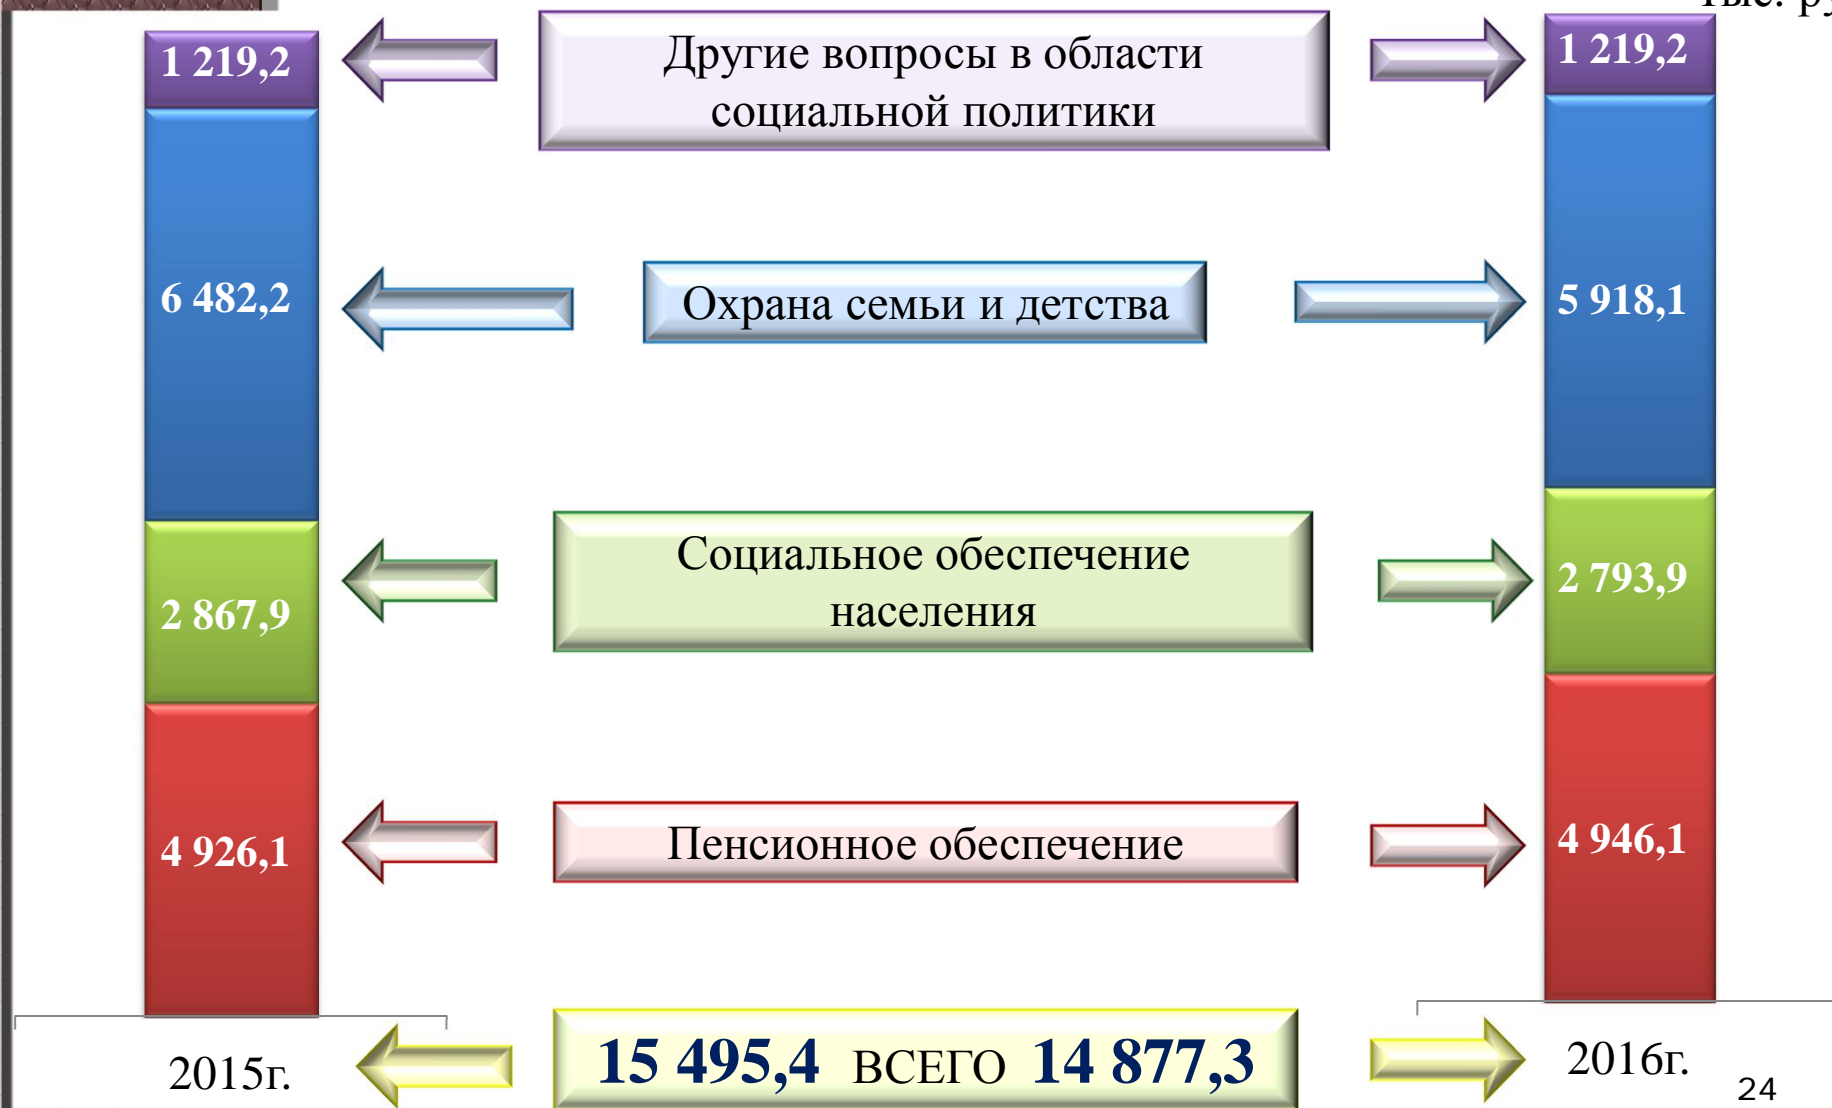 1 219,2
Другие вопросы в области
социальной политики
1 219,2
6 482,2
Охрана семьи и детства
5 918,1
2 867,9
Социальное обеспечение
населения
2 793,9
4 926,1
Пенсионное обеспечение
4 946,1
2015г.
15 495,4 ВСЕГО 14 877,3
2016г.
24